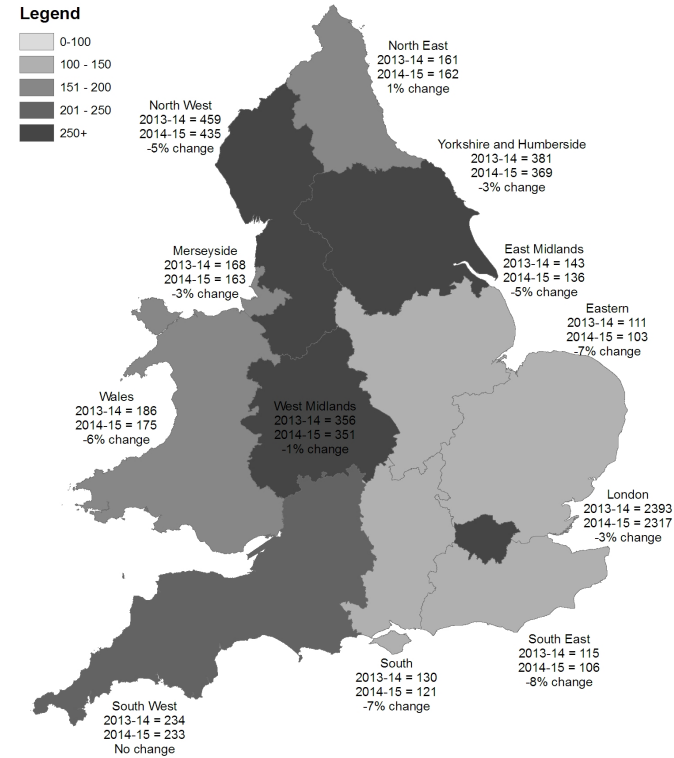 Legend
0-100
100 - 150
151 - 200
201 - 250
250+
North East
2013-14 = 161
2014-15 = 162
1% change
North West
2013-14 = 459
2014-15 = 435
-5% change
Yorkshire and Humberside
2013-14 = 381
2014-15 = 369
-3% change
Merseyside
2013-14 = 168
2014-15 = 163
-3% change
East Midlands
2013-14 = 143
2014-15 = 136
-5% change
Eastern
2013-14 = 111
2014-15 = 103
-7% change
Wales
2013-14 = 186
2014-15 = 175
-6% change
West Midlands
2013-14 = 356
2014-15 = 351
-1% change
London
2013-14 = 2393
2014-15 = 2317
-3% change
South East
2013-14 = 115
2014-15 = 106
-8% change
South
2013-14 = 130
2014-15 = 121
-7% change
South West
2013-14 = 234
2014-15 = 233
No change